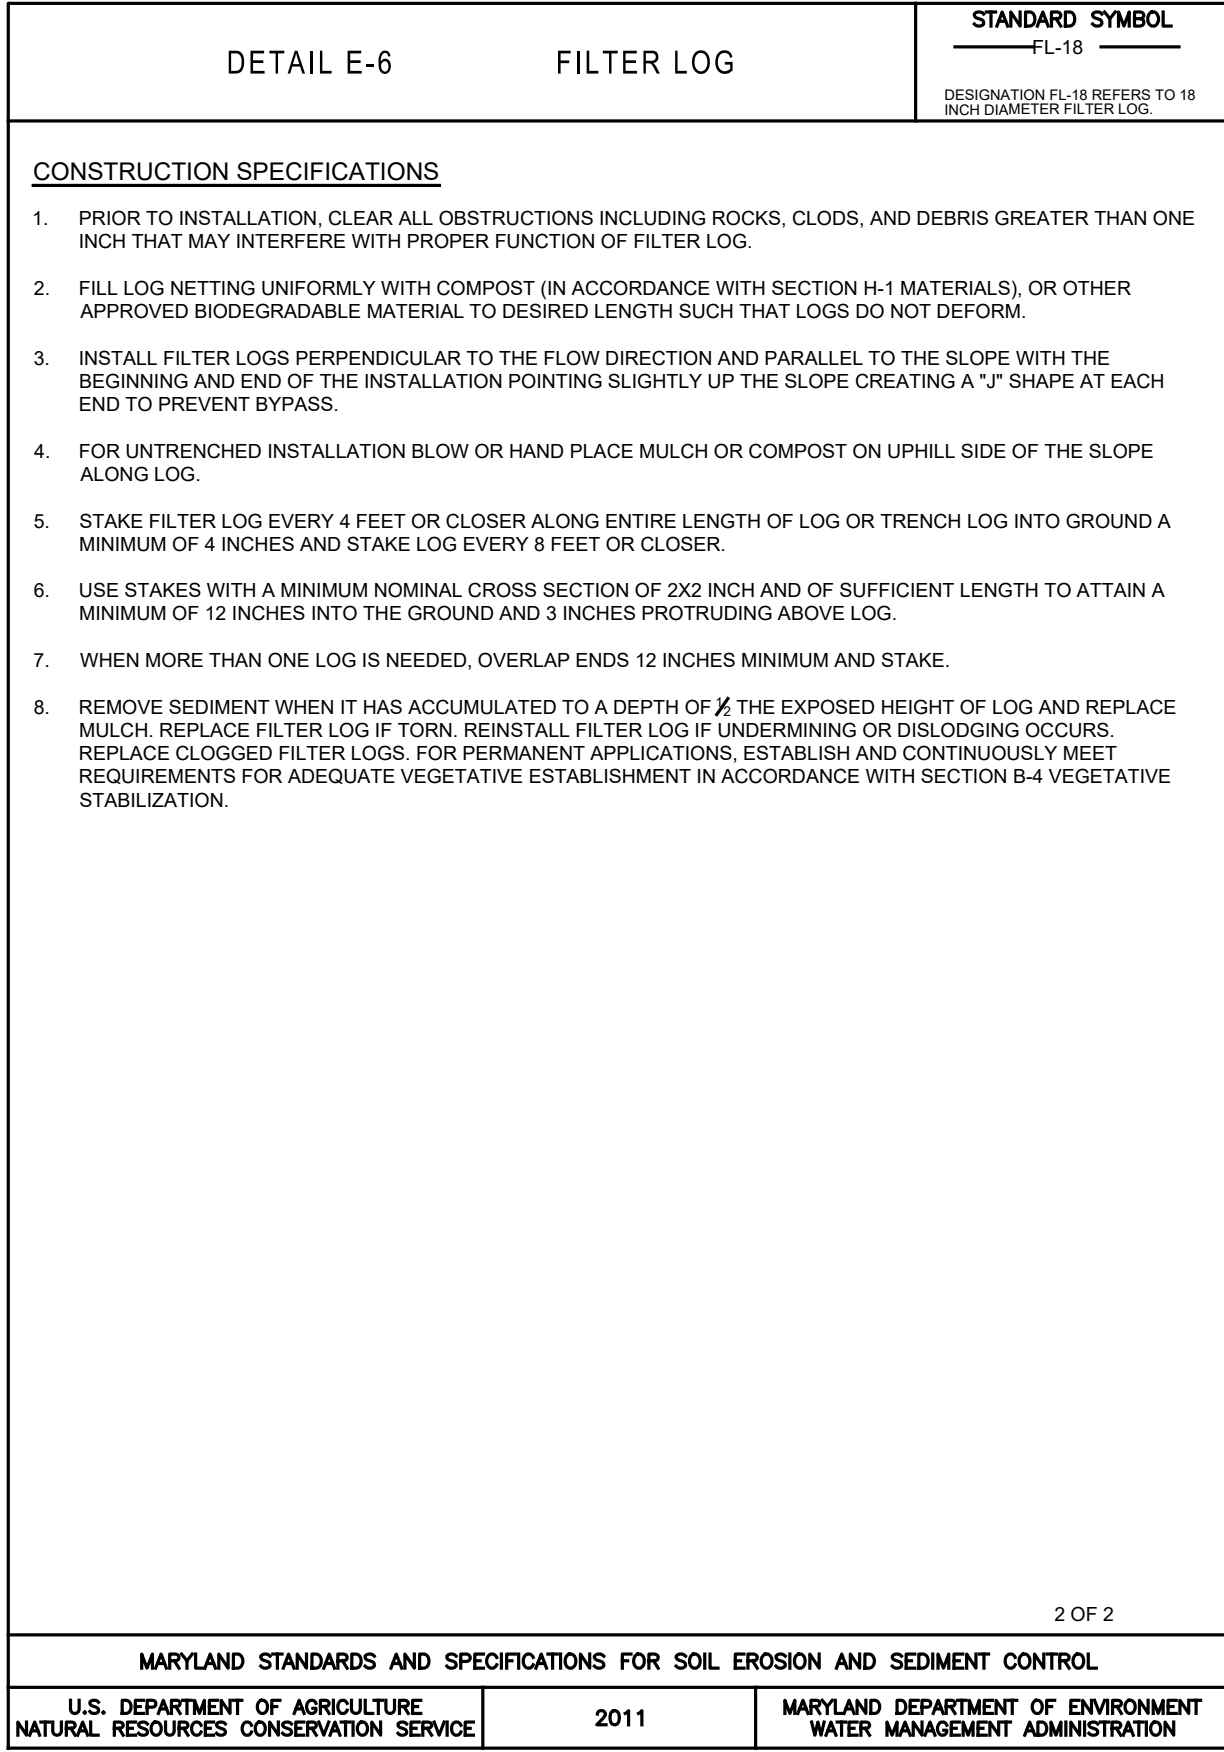 DETAIL E-6 FILTER LOG
STANDARD SYMBOL
FL-18
DESIGNATION FL-18 REFERS TO 18
INCH DIAMETER FILTER LOG.
CONSTRUCTION SPECIFICATIONS
1. PRIOR TO INSTALLATION, CLEAR ALL OBSTRUCTIONS INCLUDING ROCKS, CLODS, AND DEBRIS GREATER THAN ONE
INCH THAT MAY INTERFERE WITH PROPER FUNCTION OF FILTER LOG.
2. FILL LOG NETTING UNIFORMLY WITH COMPOST (IN ACCORDANCE WITH SECTION H-1 MATERIALS), OR OTHER
APPROVED BIODEGRADABLE MATERIAL TO DESIRED LENGTH SUCH THAT LOGS DO NOT DEFORM.
3. INSTALL FILTER LOGS PERPENDICULAR TO THE FLOW DIRECTION AND PARALLEL TO THE SLOPE WITH THE
BEGINNING AND END OF THE INSTALLATION POINTING SLIGHTLY UP THE SLOPE CREATING A "J" SHAPE AT EACH
END TO PREVENT BYPASS.
4. FOR UNTRENCHED INSTALLATION BLOW OR HAND PLACE MULCH OR COMPOST ON UPHILL SIDE OF THE SLOPE
ALONG LOG.
5. STAKE FILTER LOG EVERY 4 FEET OR CLOSER ALONG ENTIRE LENGTH OF LOG OR TRENCH LOG INTO GROUND A
MINIMUM OF 4 INCHES AND STAKE LOG EVERY 8 FEET OR CLOSER.
6. USE STAKES WITH A MINIMUM NOMINAL CROSS SECTION OF 2X2 INCH AND OF SUFFICIENT LENGTH TO ATTAIN A
MINIMUM OF 12 INCHES INTO THE GROUND AND 3 INCHES PROTRUDING ABOVE LOG.
7. WHEN MORE THAN ONE LOG IS NEEDED, OVERLAP ENDS 12 INCHES MINIMUM AND STAKE.
8. REMOVE SEDIMENT WHEN IT HAS ACCUMULATED TO A DEPTH OF ½ THE EXPOSED HEIGHT OF LOG AND REPLACE
MULCH. REPLACE FILTER LOG IF TORN. REINSTALL FILTER LOG IF UNDERMINING OR DISLODGING OCCURS.
REPLACE CLOGGED FILTER LOGS. FOR PERMANENT APPLICATIONS, ESTABLISH AND CONTINUOUSLY MEET
REQUIREMENTS FOR ADEQUATE VEGETATIVE ESTABLISHMENT IN ACCORDANCE WITH SECTION B-4 VEGETATIVE
STABILIZATION.
2 OF 2
MARYLAND STANDARDS AND SPECIFICATIONS FOR SOIL EROSION AND SEDIMENT CONTROL
U.S. DEPARTMENT OF AGRICULTURE
NATURAL RESOURCES CONSERVATION SERVICE
2011
MARYLAND DEPARTMENT OF ENVIRONMENT
WATER MANAGEMENT ADMINISTRATION